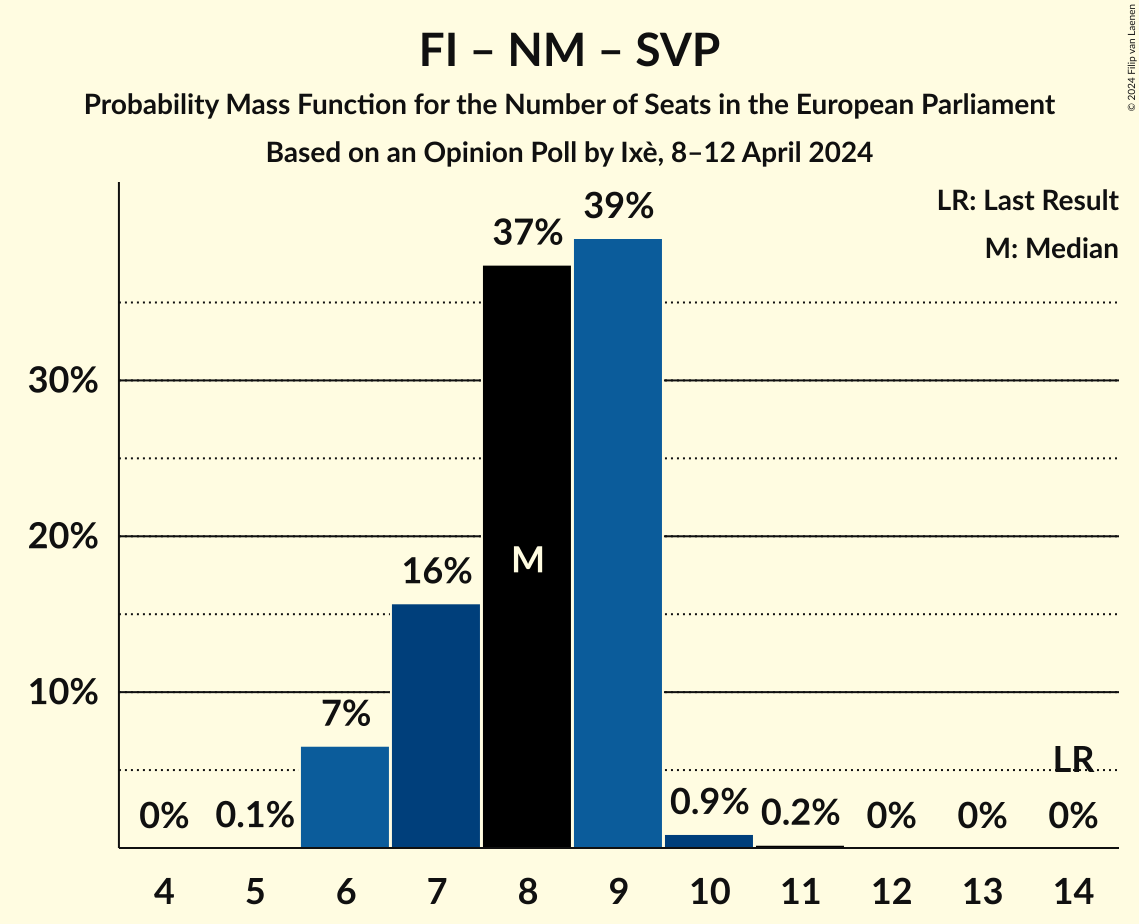 FI – NM – SVP
Probability Mass Function for the Number of Seats in the European Parliament
Based on an Opinion Poll by Ixè, 8–12 April 2024
© 2024 Filip van Laenen
LR: Last Result
M: Median
30%
20%
10%
0%
0.1%
7%
16%
37%
39%
0.9%
0.2%
0%
0%
0%
LR
M
4 5 6 7 8 9 10 11 12 13 14